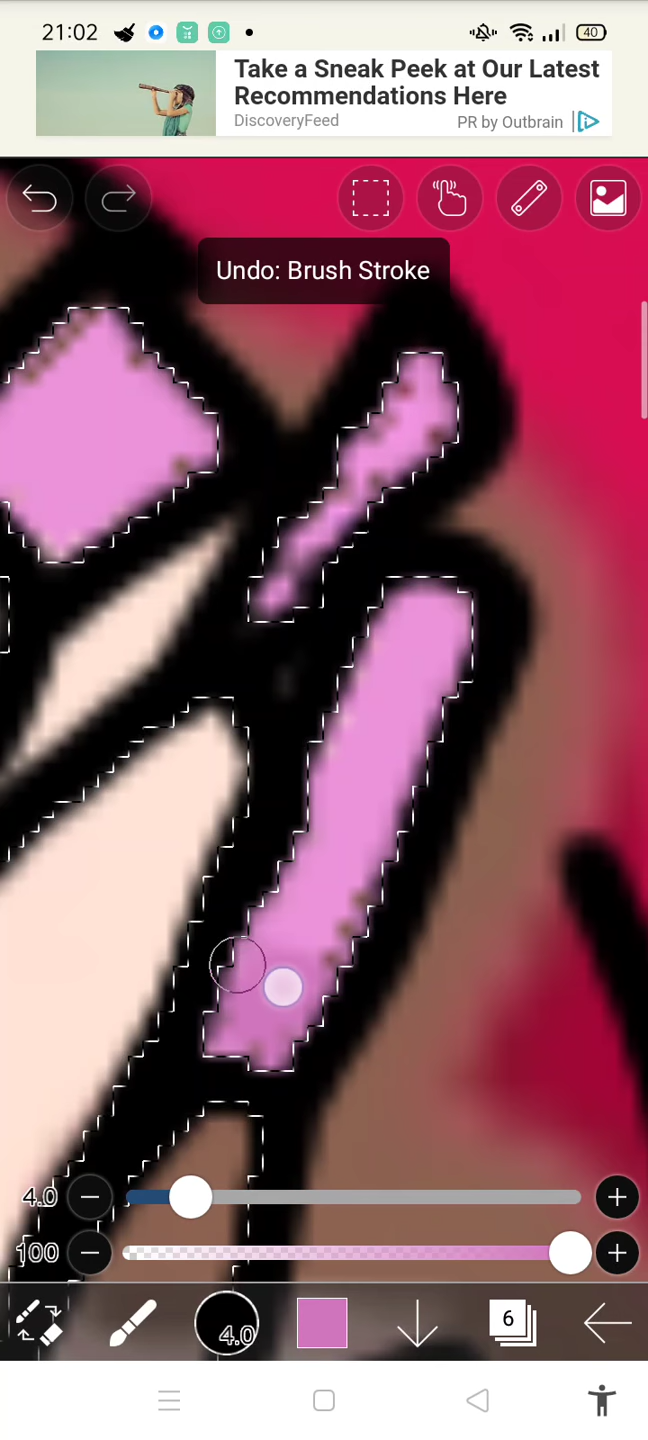 21:02
40
Take a Sneak Peek at Our Latest
Recommendations Here
DiscoveryFeed
PR by Outbrain
Undo: Brush Stroke
4.0
100
4.0
6